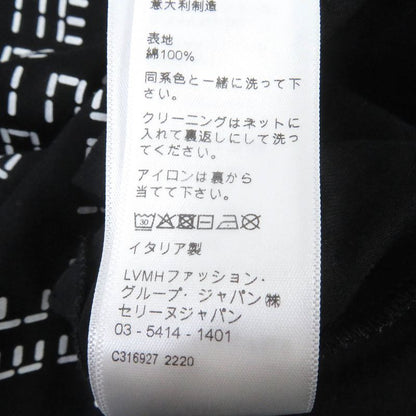 意大利制造
表地
綿100%
同系色と一緒に洗って下
さい。
クリーニングはネットに
入れて裏返しにして洗っ
てください。
アイロンは裏から
当てて下さい。
30
イタリア製
LVMHファッション・
グループ・ジャパン㈱
セリーヌジャパン
03 - 5414 - 1401
C316927 2220